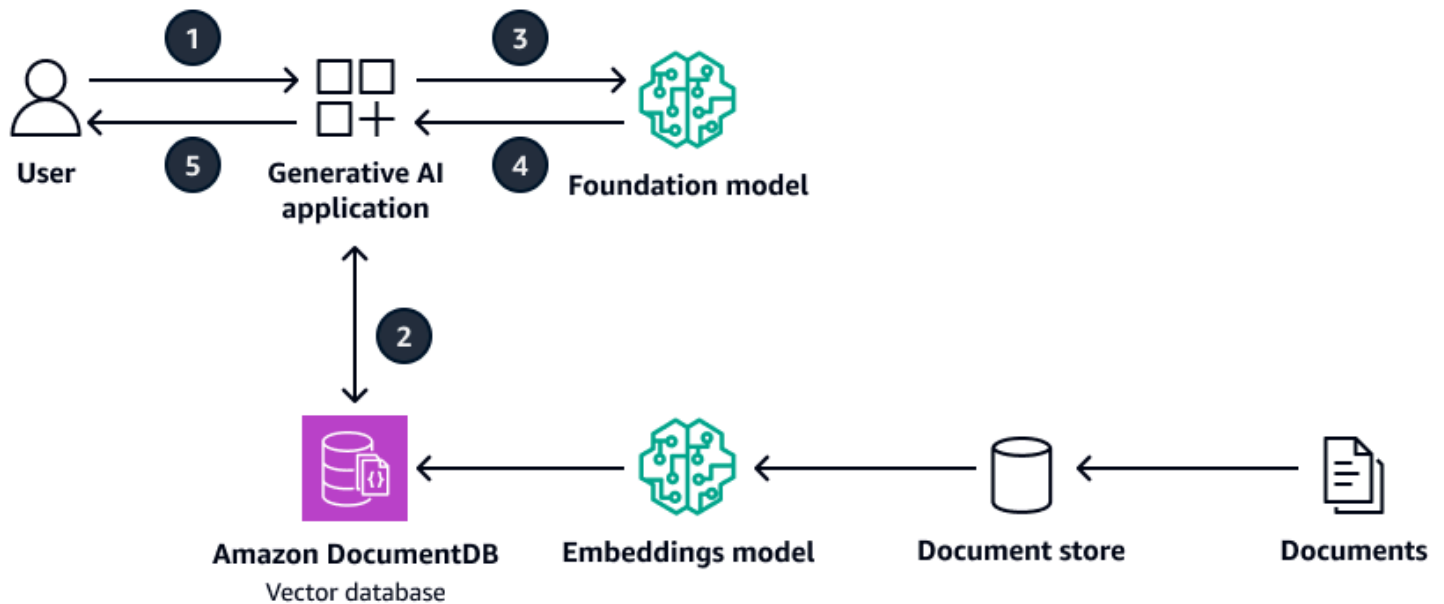 1
3
5
4
User
Generative AI
application
Foundation model
2
{}
Amazon DocumentDB
Vector database
Embeddings model
Document store
Documents